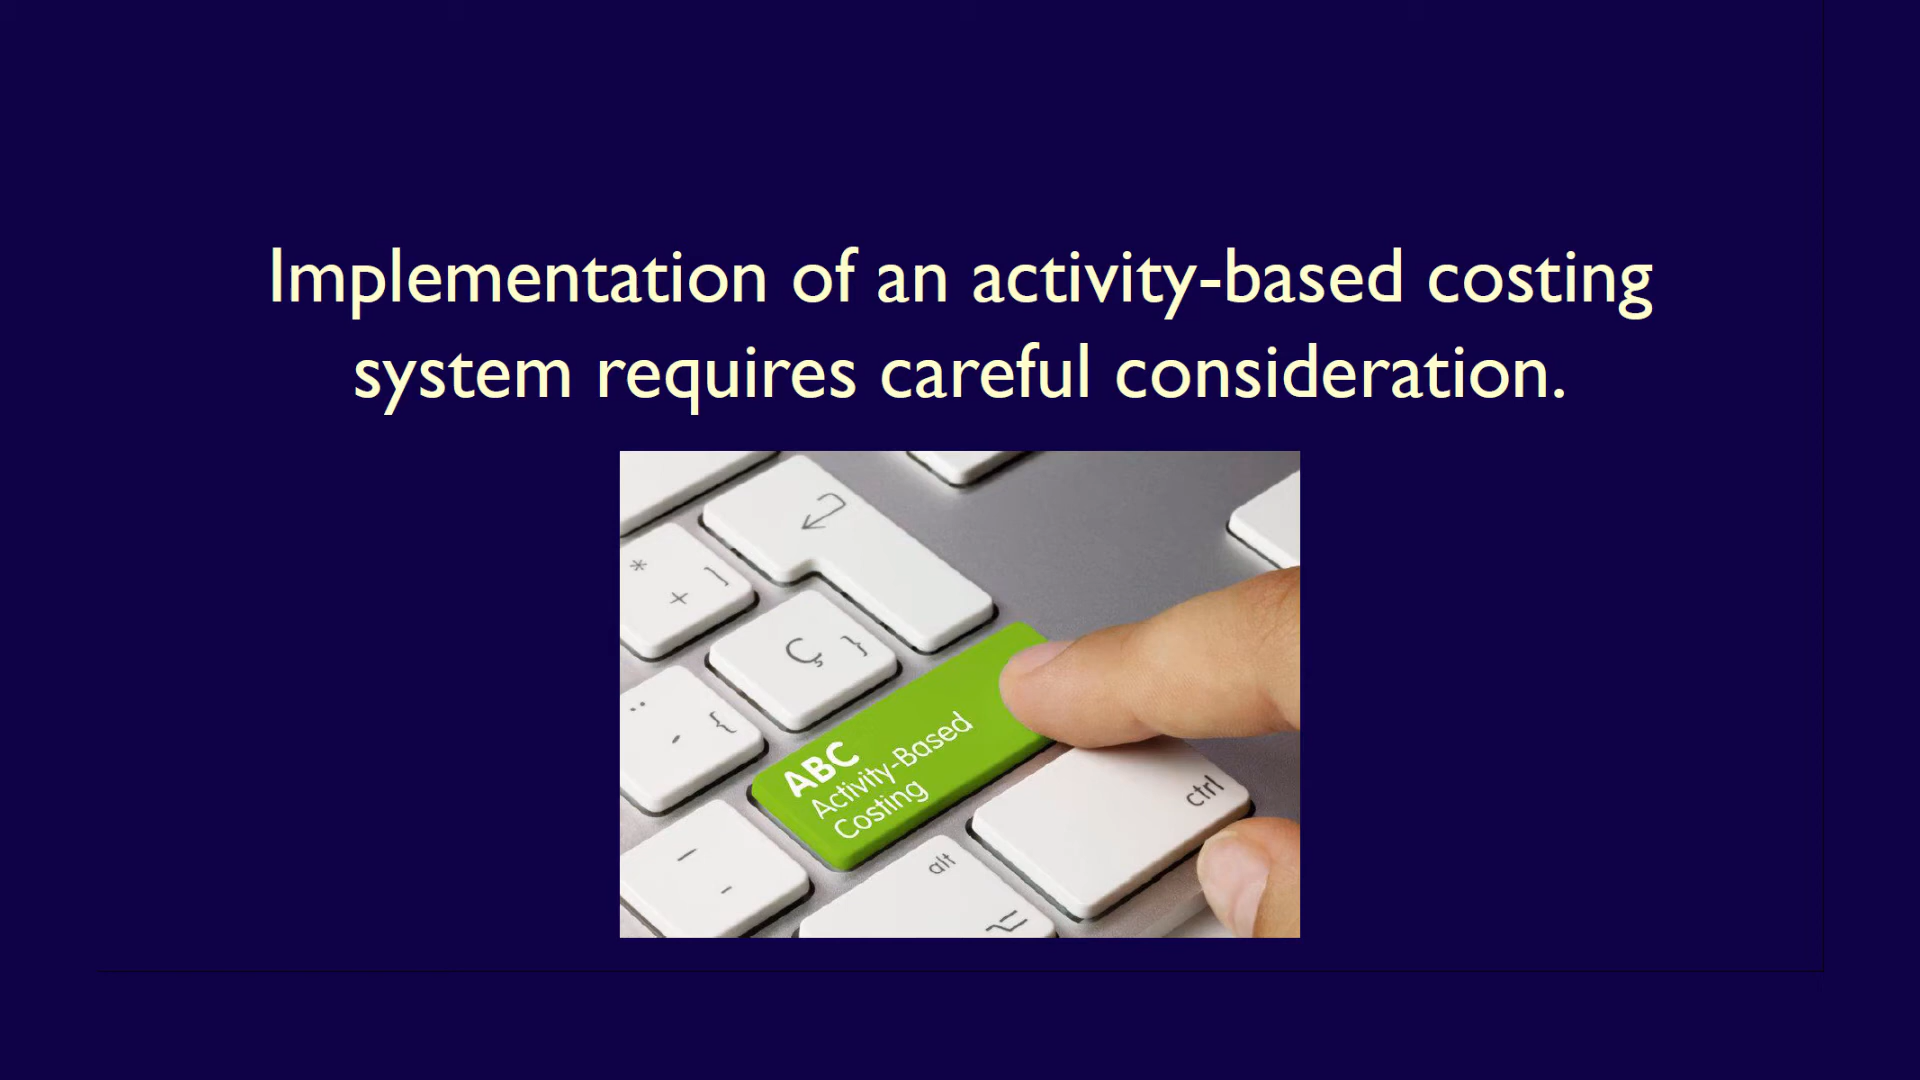 Implementation of an activity-based costing
system requires careful consideration.
* + ]
Ç }
¨ ´ {
ABC
Activity-Based
Costing
ctrl
alt
_ -